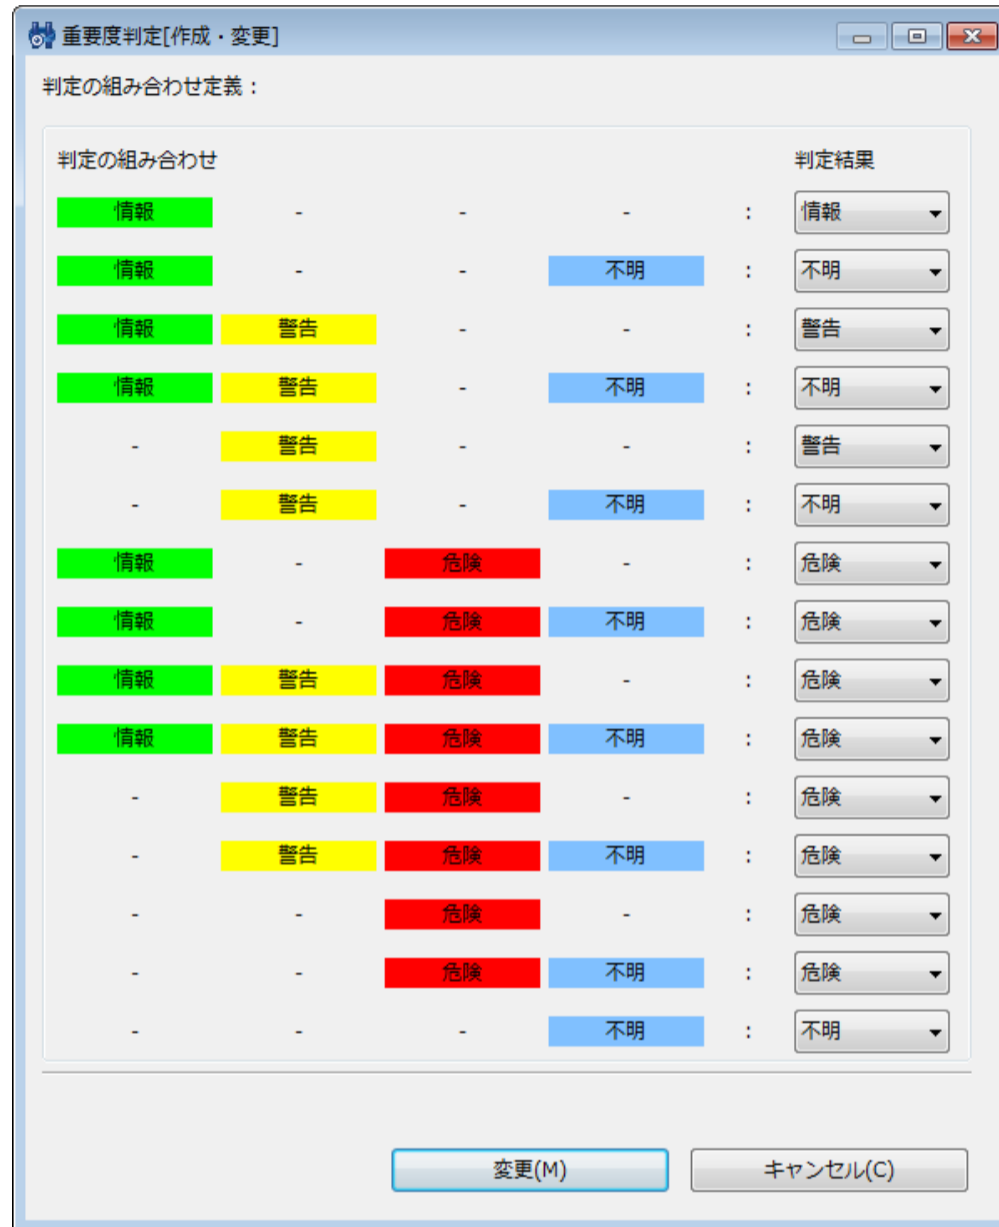 重要度判定[作成・変更]
判定の組み合わせ定義：
判定の組み合わせ 判定結果
情報 - - - : 情報
情報 - - 不明 : 不明
情報 警告 - - : 警告
情報 警告 - 不明 : 不明
- 警告 - - : 警告
- 警告 - 不明 : 不明
情報 - 危険 - : 危険
情報 - 危険 不明 : 危険
情報 警告 危険 - : 危険
情報 警告 危険 不明 : 危険
- 警告 危険 - : 危険
- 警告 危険 不明 : 危険
- - 危険 - : 危険
- - 危険 不明 : 危険
- - - 不明 : 不明
変更(M) キャンセル(C)